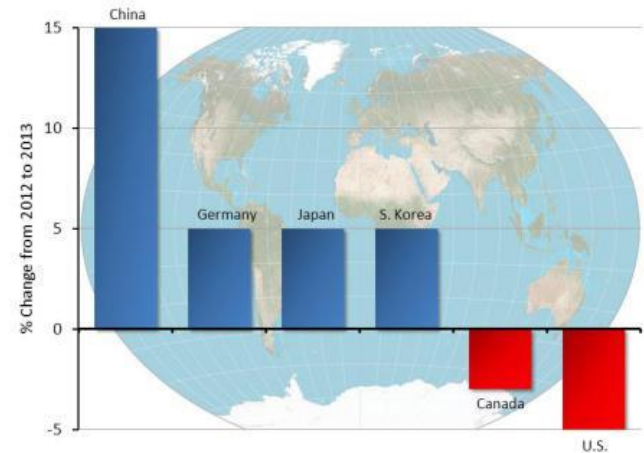 China
15
10
Germany
Japan
S. Korea
5
0
Canada
-5
U.S.
% Change from 2012 to 2013